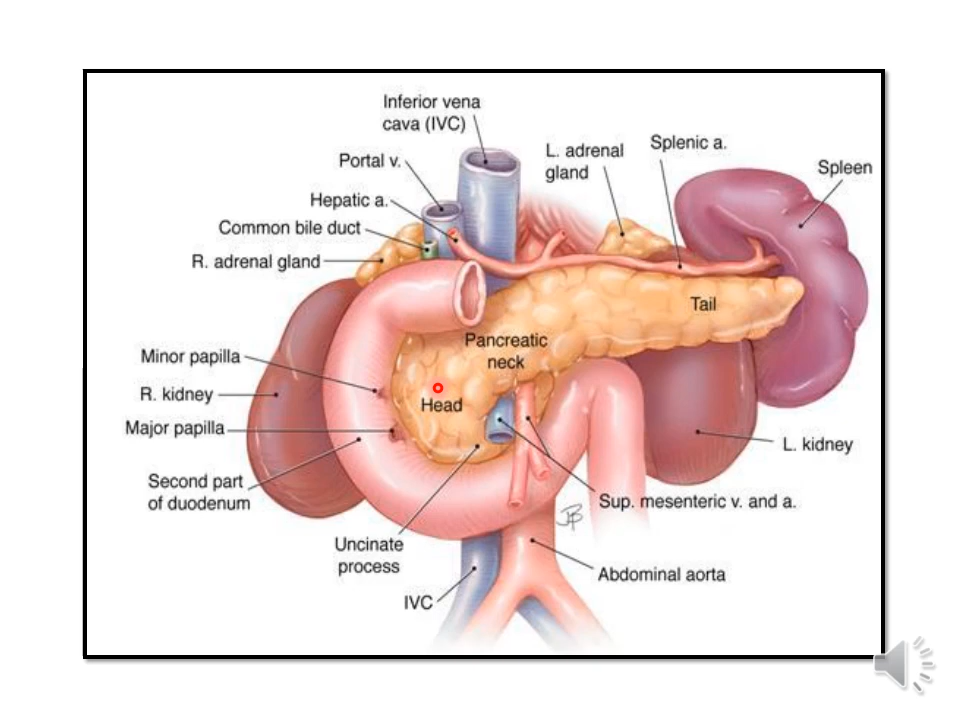 Inferior vena
cava (IVC)
Splenic a.
L. adrenal
gland
Portal v.
Spleen
Hepatic a.
Common bile duct
R. adrenal gland
Tail
Pancreatic
neck
Minor papilla
R. kidney
Head
Major papilla
L. kidney
Second part
of duodenum
Sup. mesenteric v. and a.
Uncinate
process
Abdominal aorta
IVC